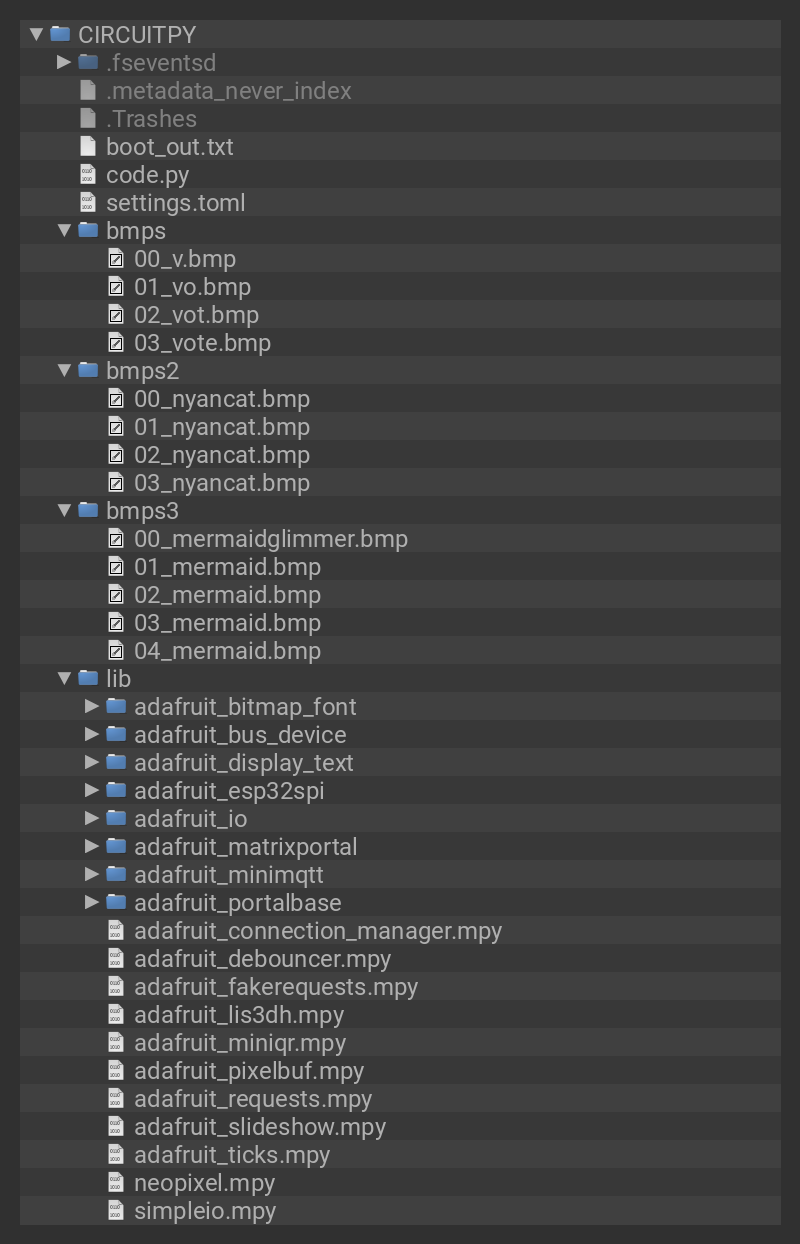 CIRCUITPY
.fseventsd
.metadata_never_index
.Trashes
boot_out.txt
code.py
settings.toml
bmps
00_v.bmp
01_vo.bmp
02_vot.bmp
03_vote.bmp
bmps2
00_nyancat.bmp
01_nyancat.bmp
02_nyancat.bmp
03_nyancat.bmp
bmps3
00_mermaidglimmer.bmp
01_mermaid.bmp
02_mermaid.bmp
03_mermaid.bmp
04_mermaid.bmp
lib
adafruit_bitmap_font
adafruit_bus_device
adafruit_display_text
adafruit_esp32spi
adafruit_io
adafruit_matrixportal
adafruit_minimqtt
adafruit_portalbase
adafruit_connection_manager.mpy
adafruit_debouncer.mpy
adafruit_fakerequests.mpy
adafruit_lis3dh.mpy
adafruit_miniqr.mpy
adafruit_pixelbuf.mpy
adafruit_requests.mpy
adafruit_slideshow.mpy
adafruit_ticks.mpy
neopixel.mpy
simpleio.mpy